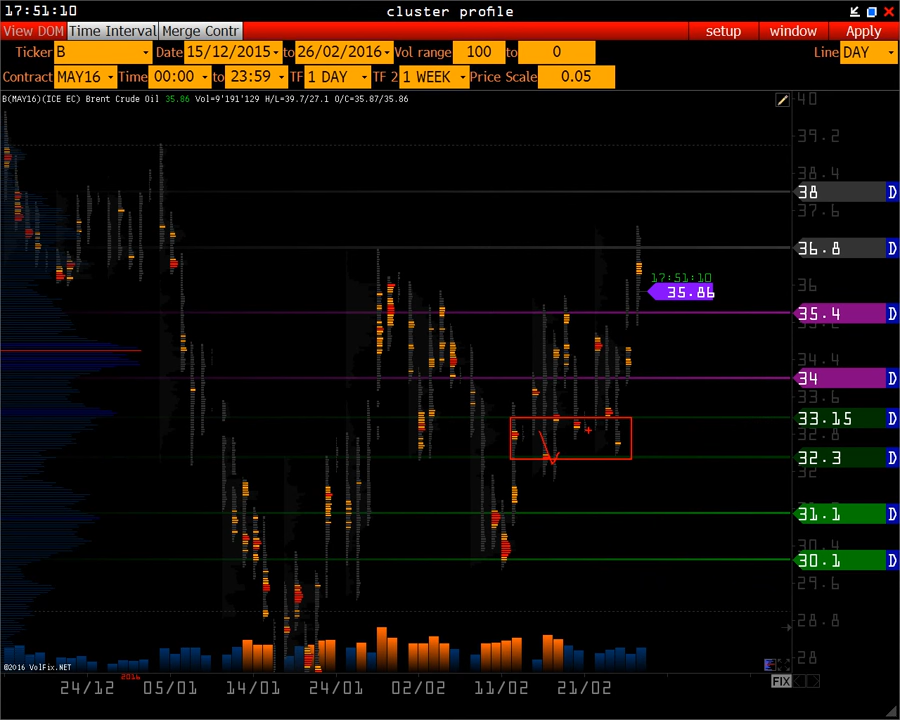 17:51:10 cluster profile
View DOM Time Interval Merge Contr setup window Apply
Ticker B Date 15/12/2015 to 26/02/2016 Vol range 100 to 0 Line DAY
Contract MAY16 Time 00:00 to 23:59 TF 1 DAY TF 2 1 WEEK Price Scale 0.05
B(MAY16)(ICE EC) Brent Crude Oil 35.86 Vol=9'191'129 H/L=39.7/27.1 O/C=35.87/35.86
40
39.2
38.4
38 D
37.6
36.8 D
17:51:10
36
35.86
35.4 D
34.4
34 D
33.6
33.15 D
32.8
32.3 D
32
31.1 D
30.4
30.1 D
29.6
28.8
28
©2016 VolFix.NET
FIX
2016
24/12 05/01 14/01 24/01 02/02 11/02 21/02